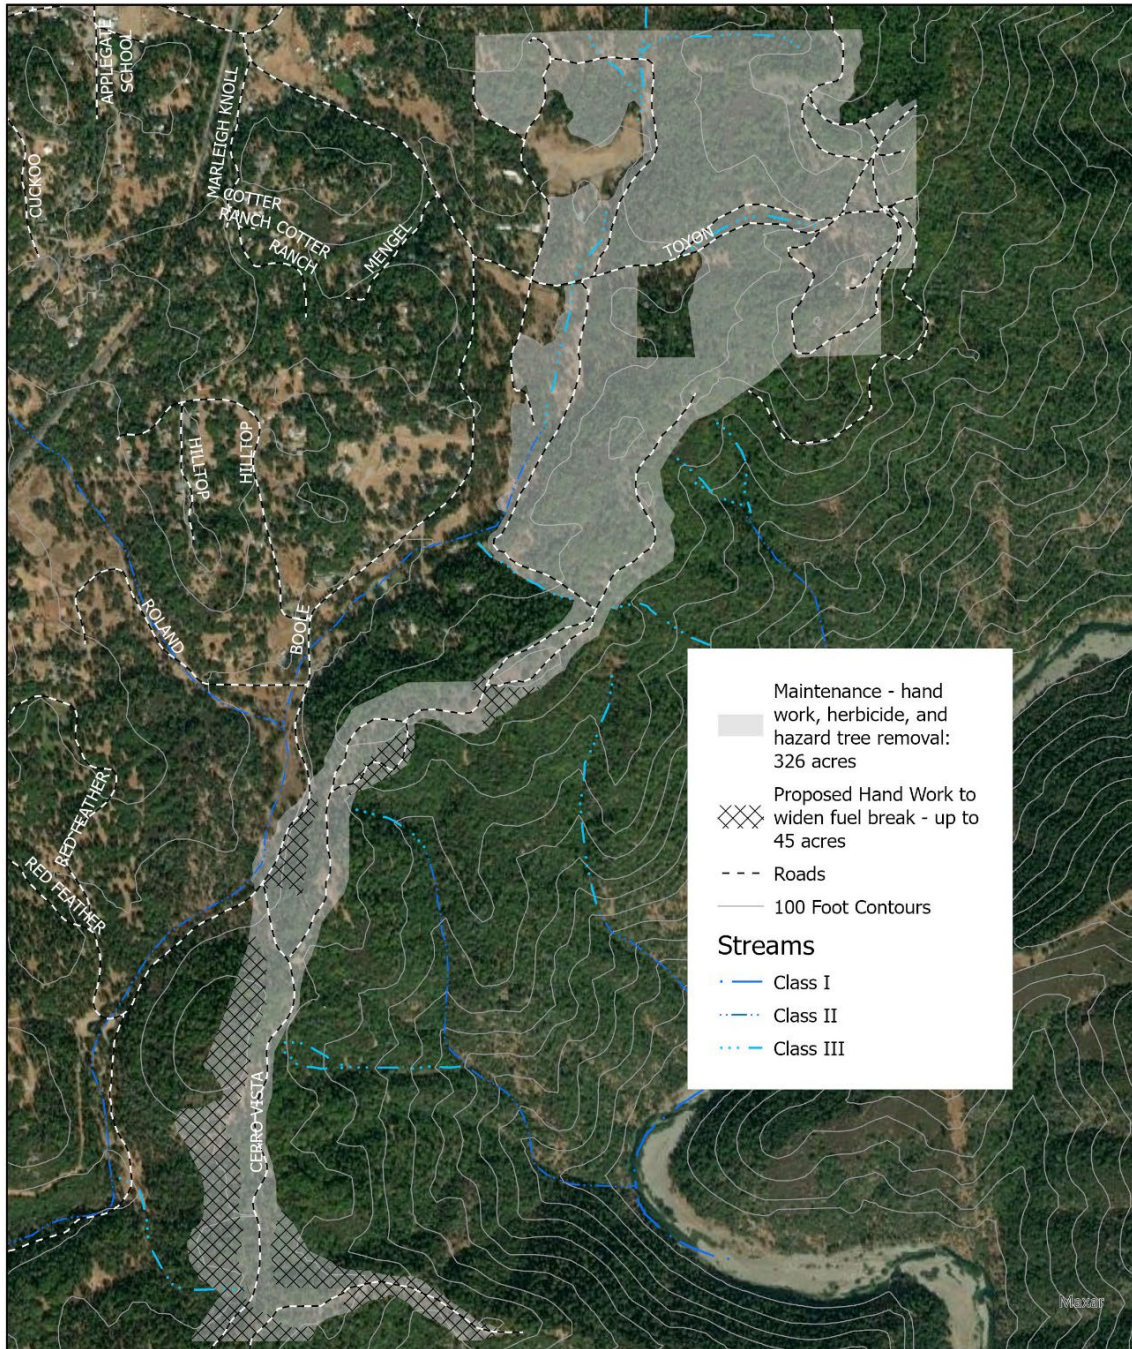 APPLEGATE
SCHOOL
CUCKOO
MARLEIGH KNOLL
COTTER
RANCH COTTER
RANCH
MENGEL
TOYON
HILLTOP
HILLTOP
ROLAND
BOOLE
RED FEATHER
RED FEATHER
CERRO VISTA
Maintenance - hand
work, herbicide, and
hazard tree removal:
326 acres
Proposed Hand Work to
widen fuel break - up to
45 acres
Roads
100 Foot Contours
Streams
Class I
Class II
Class III
Maxar